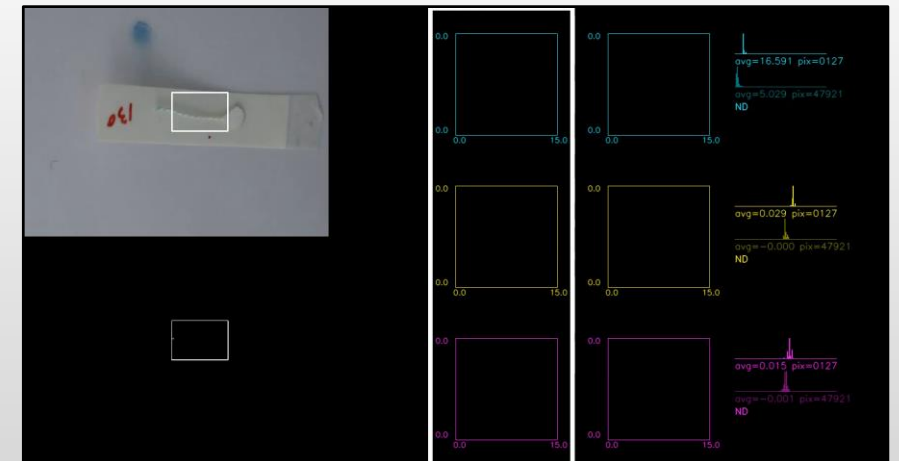 130
0.0 0.0
avg=16.591 pix=0127
avg=5.029 pix=47921
ND
0.0 0.0
0.0 15.0 0.0 15.0
0.0 0.0
avg=0.029 pix=0127
avg=-0.000 pix=47921
ND
0.0 0.0
0.0 15.0 0.0 15.0
0.0 0.0
avg=0.015 pix=0127
avg=-0.001 pix=47921
ND
0.0 0.0
0.0 15.0 0.0 15.0